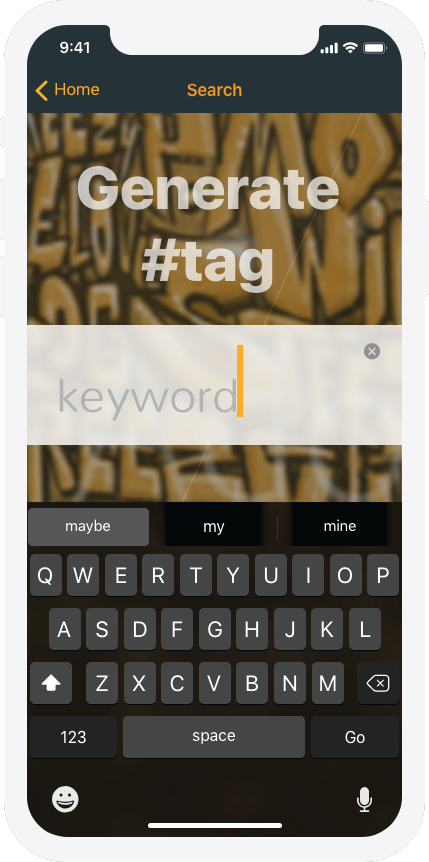 9:41
Home
Search
Generate
#tag
keyword
maybe my mine
Q W E R T Y U I O P
A S D F G H J K L
Z X C V B N M
123 space Go